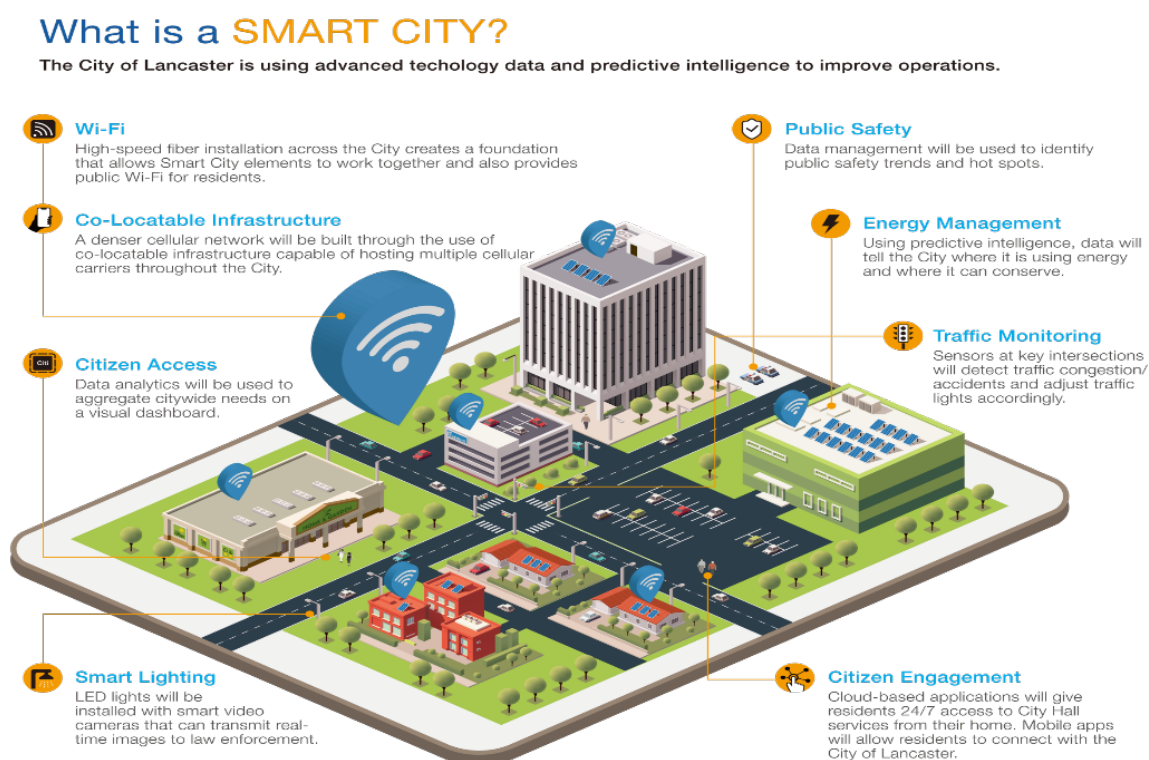 What is a SMART CITY?
The City of Lancaster is using advanced techology data and predictive intelligence to improve operations.
Wi-Fi
High-speed fiber installation across the City creates a foundation
that allows Smart City elements to work together and also provides
public Wi-Fi for residents.
Co-Locatable Infrastructure
A denser cellular network will be built through the use of
co-locatable infrastructure capable of hosting multiple cellular
carriers throughout the City.
Citi
Citizen Access
Data analytics will be used to
aggregate citywide needs on
a visual dashboard.
Smart Lighting
LED lights will be
installed with smart video
cameras that can transmit real-
time images to law enforcement.
Public Safety
Data management will be used to identify
public safety trends and hot spots.
Energy Management
Using predictive intelligence, data will
tell the City where it is using energy
and where it can conserve.
Traffic Monitoring
Sensors at key intersections
will detect traffic congestion/
accidents and adjust traffic
lights accordingly.
Citizen Engagement
Cloud-based applications will give
residents 24/7 access to City Hall
services from their home. Mobile apps
will allow residents to connect with the
City of Lancaster.